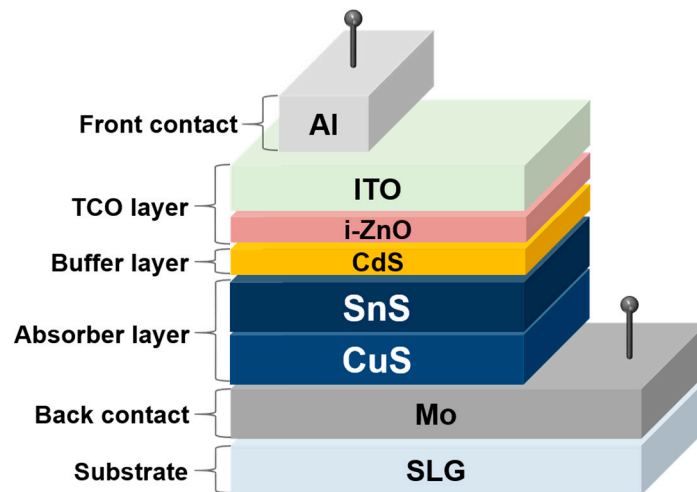 Front contact
Al
TCO layer
ITO
i-ZnO
Buffer layer
CdS
Absorber layer
SnS
CuS
Back contact
Mo
Substrate
SLG